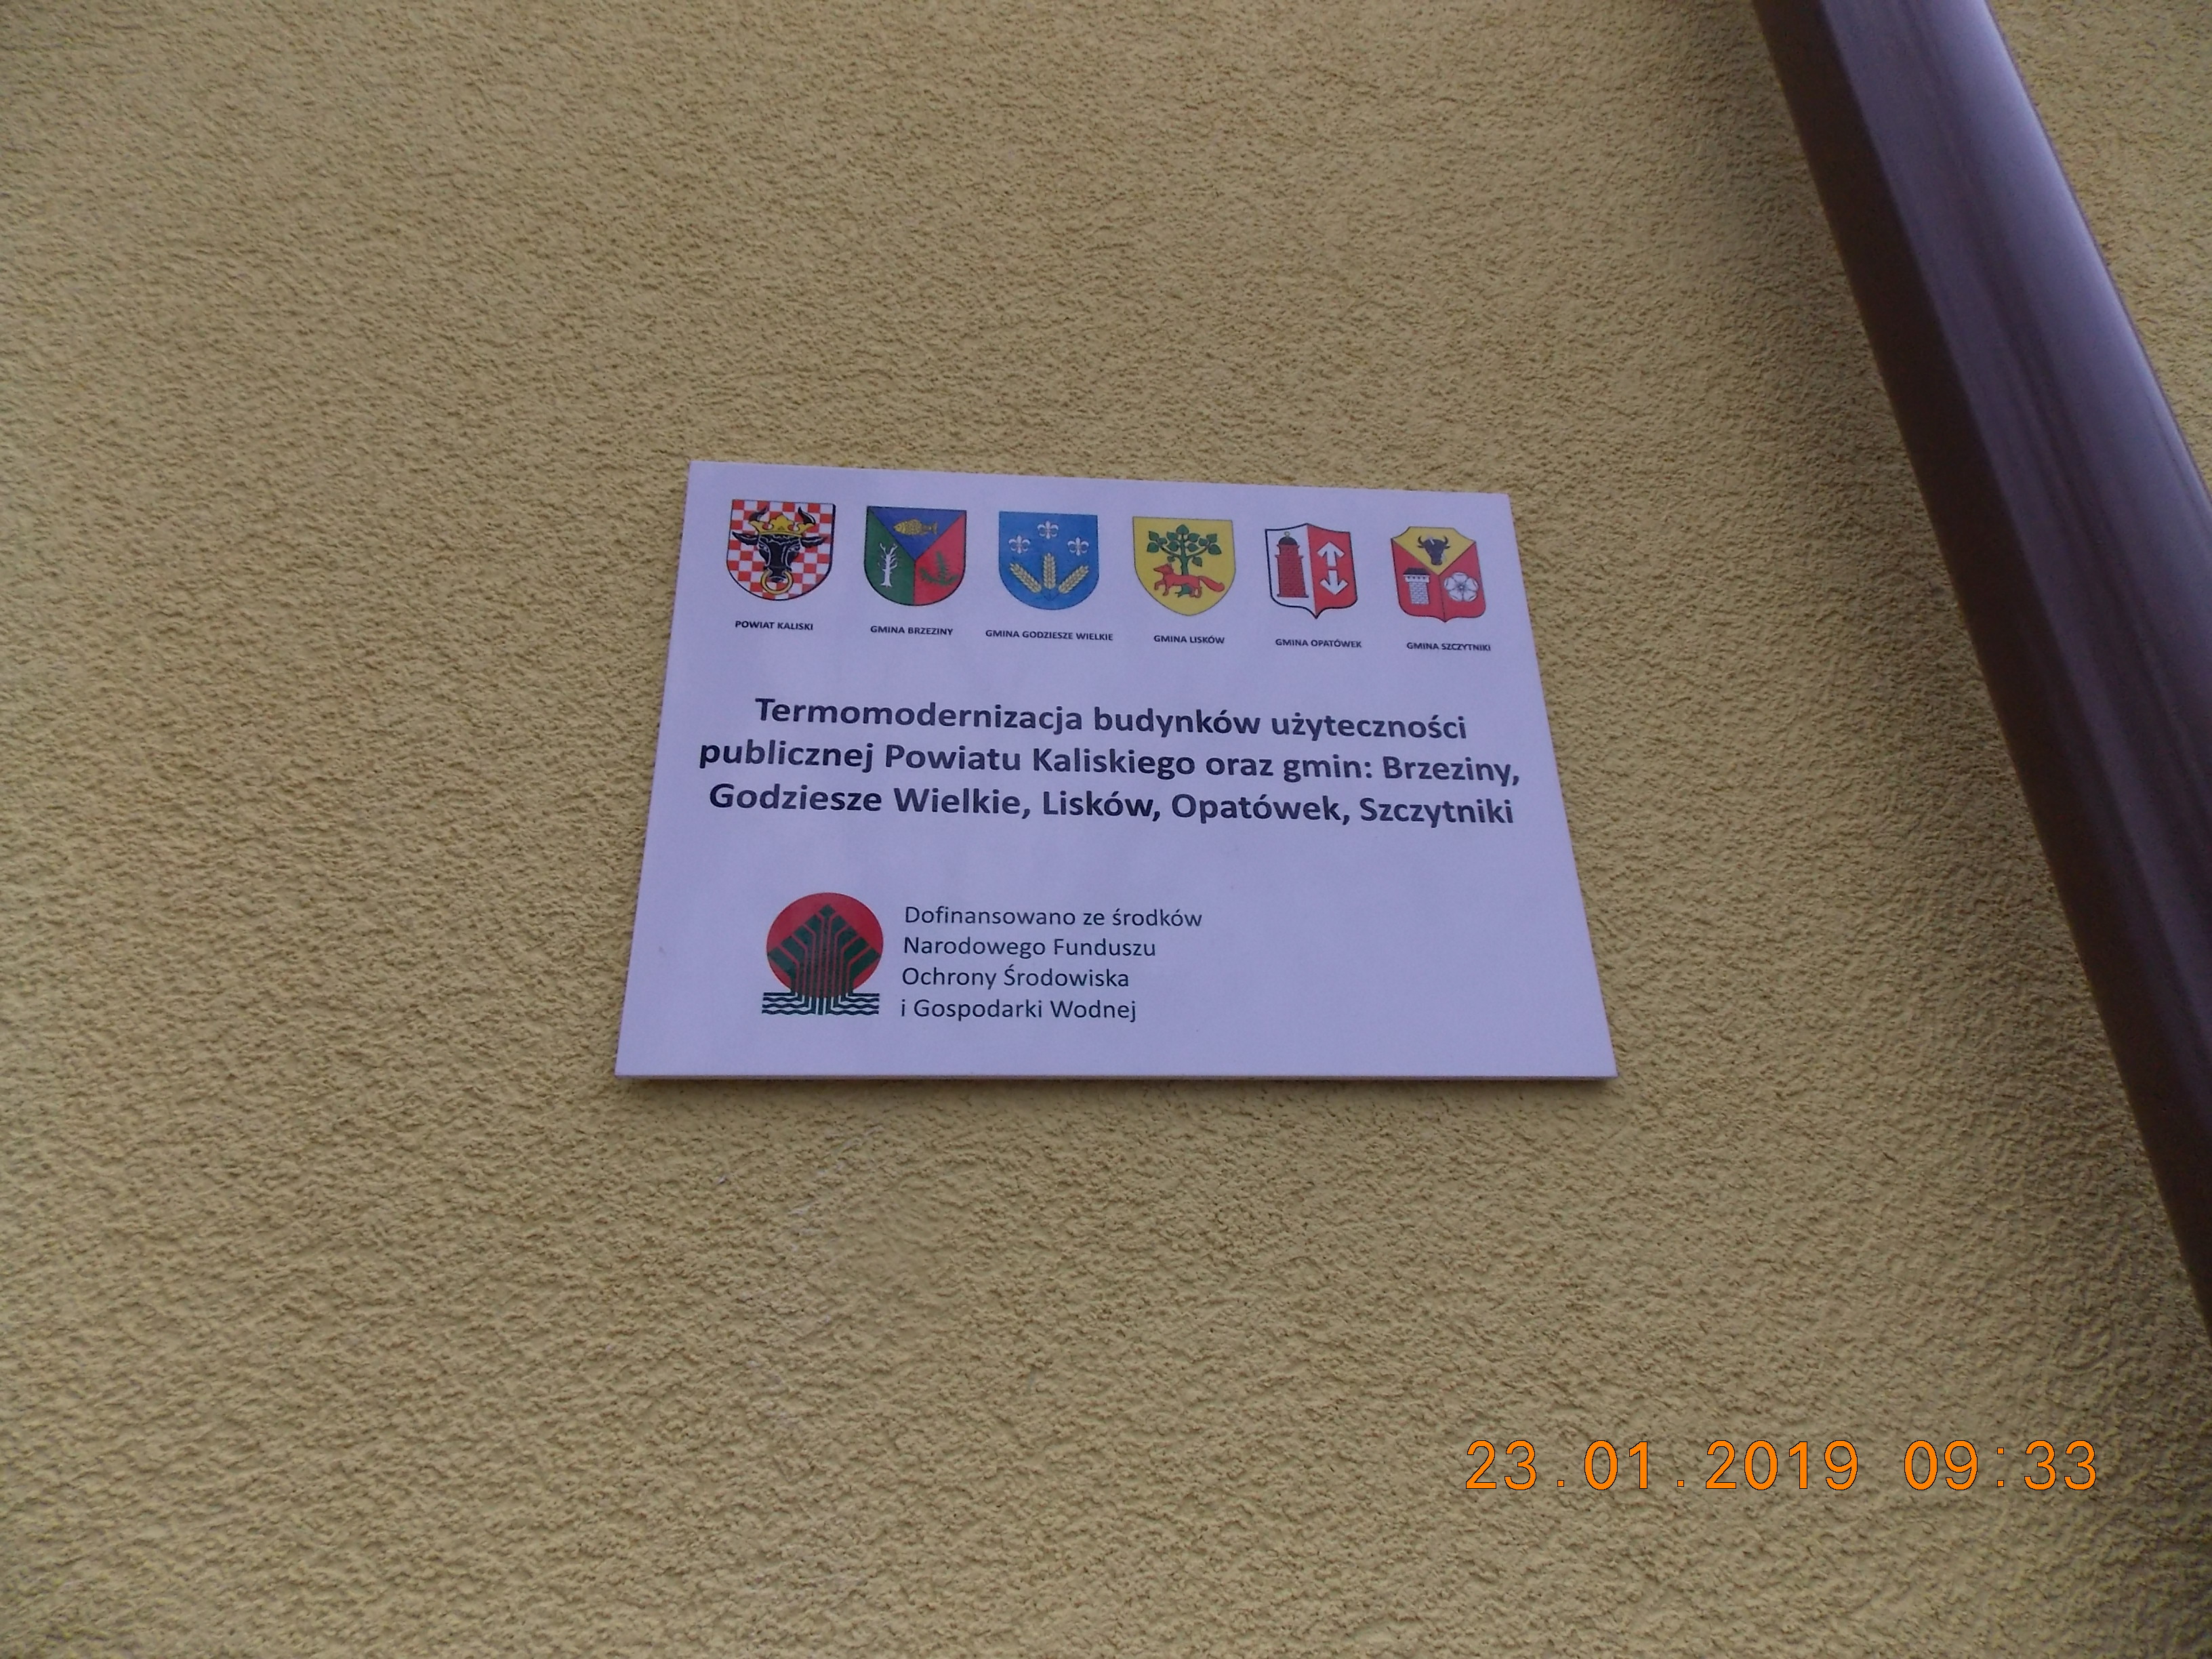 POWIAT KALISKI
GMINA BRZEZINY
GMINA GODZIESZE WIELKIE
GMINA LISKÓW
GMINA OPATÓWEK
GMINA SZCZYTNIKI
Termomodernizacja budynków użyteczności
publicznej Powiatu Kaliskiego oraz gmin: Brzeziny,
Godziesze Wielkie, Lisków, Opatówek, Szczytniki
Dofinansowano ze środków
Narodowego Funduszu
Ochrony Środowiska
i Gospodarki Wodnej
23.01.2019 09:33